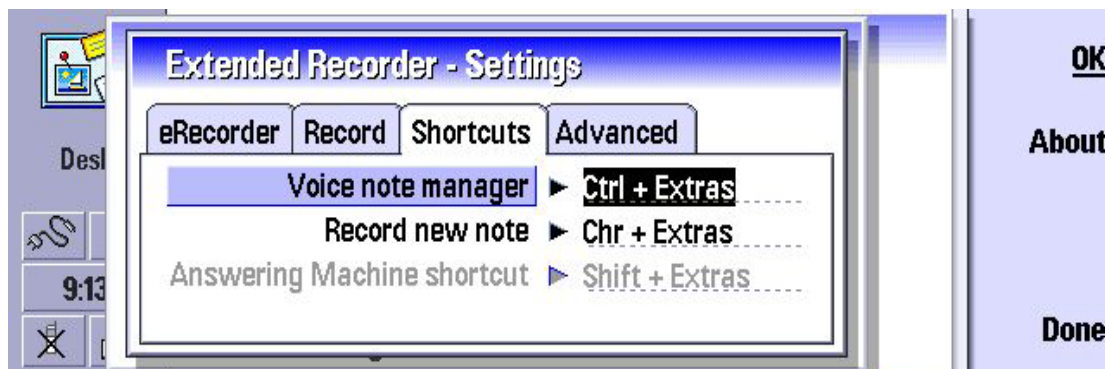 Extended Recorder - Settings
OK
eRecorder Record Shortcuts Advanced
About
Voice note manager Ctrl + Extras
Record new note Chr + Extras
Answering Machine shortcut Shift + Extras
9:13
Done